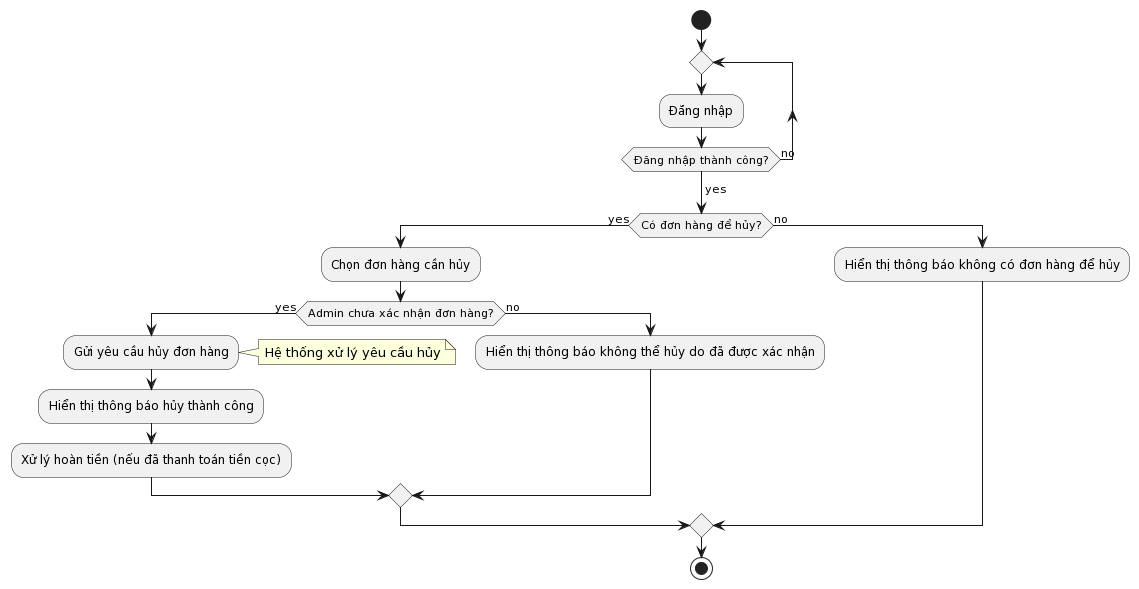 Đăng nhập
Đăng nhập thành công?
no
yes
yes
Có đơn hàng để hủy?
no
Chọn đơn hàng cần hủy
Hiển thị thông báo không có đơn hàng để hủy
yes
Admin chưa xác nhận đơn hàng?
no
Gửi yêu cầu hủy đơn hàng
Hệ thống xử lý yêu cầu hủy
Hiển thị thông báo không thể hủy do đã được xác nhận
Hiển thị thông báo hủy thành công
Xử lý hoàn tiền (nếu đã thanh toán tiền cọc)